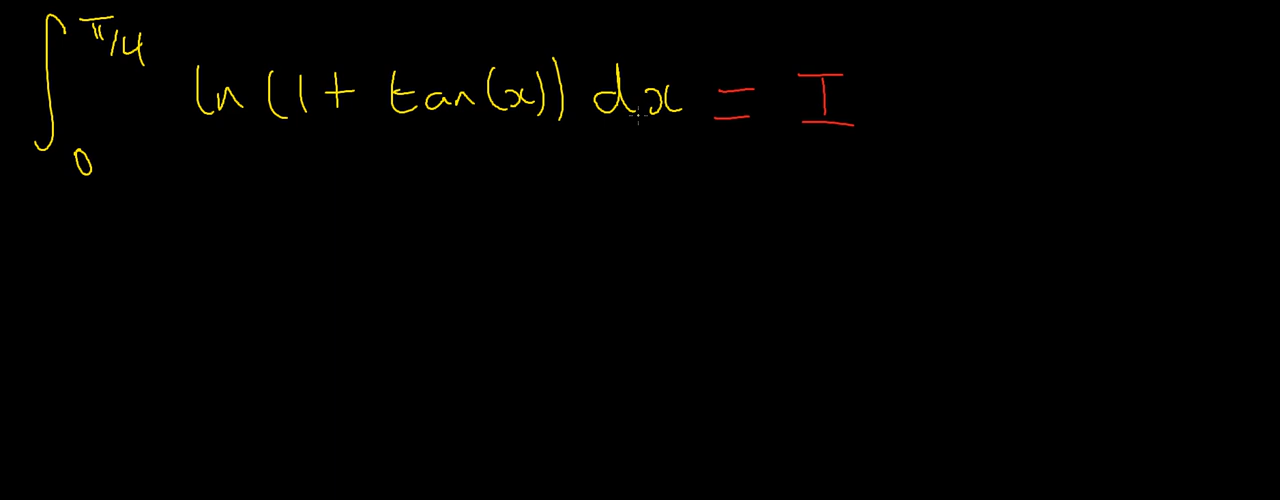 ∫₀^π/4 ln(1 + tan(x)) dx = I